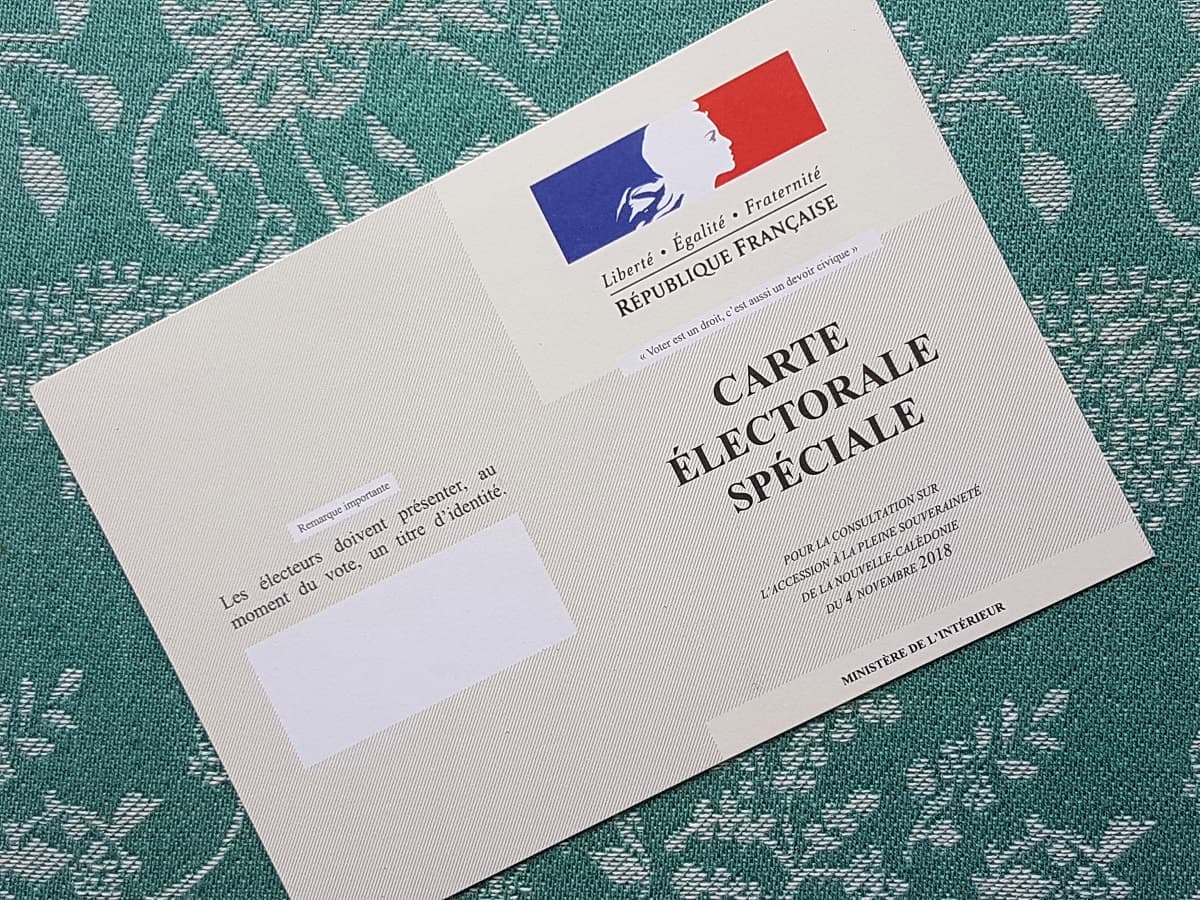 Liberté • Égalité • Fraternité
RÉPUBLIQUE FRANÇAISE
« Voter est un droit, c'est aussi un devoir civique »
CARTE
ÉLECTORALE
SPÉCIALE
POUR LA CONSULTATION SUR
L'ACCESSION À LA PLEINE SOUVERAINETÉ
DE LA NOUVELLE-CALÉDONIE
DU 4 NOVEMBRE 2018
MINISTÈRE DE L'INTÉRIEUR
Remarque importante
Les électeurs doivent présenter, au
moment du vote, un titre d'identité.